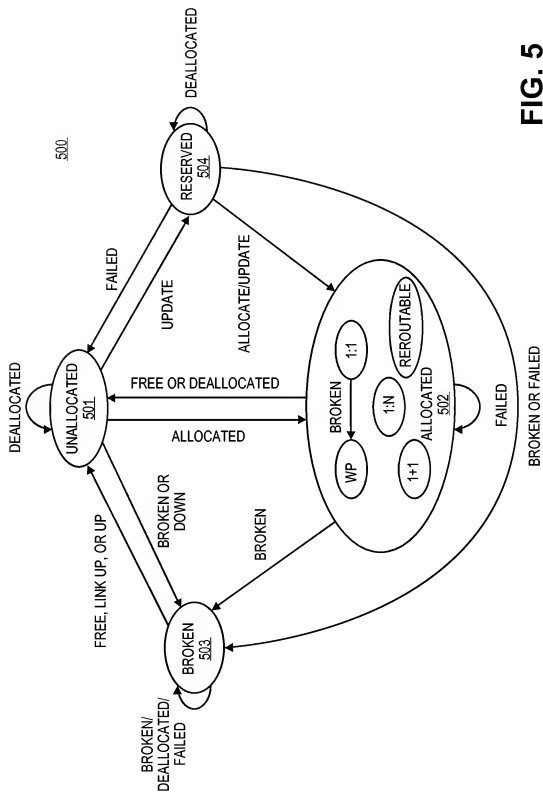 500
DEALLOCATED
UNALLOCATED
501
DEALLOCATED
RESERVED
504
FAILED
UPDATE
FREE, LINK UP, OR UP
BROKEN OR
DOWN
FREE OR DEALLOCATED
ALLOCATED
ALLOCATE/UPDATE
BROKEN/
DEALLOCATED/
FAILED
BROKEN
503
BROKEN
WP
BROKEN
1:1
1+1
1:N
REROUTABLE
ALLOCATED
502
FAILED
BROKEN OR FAILED
FIG. 5